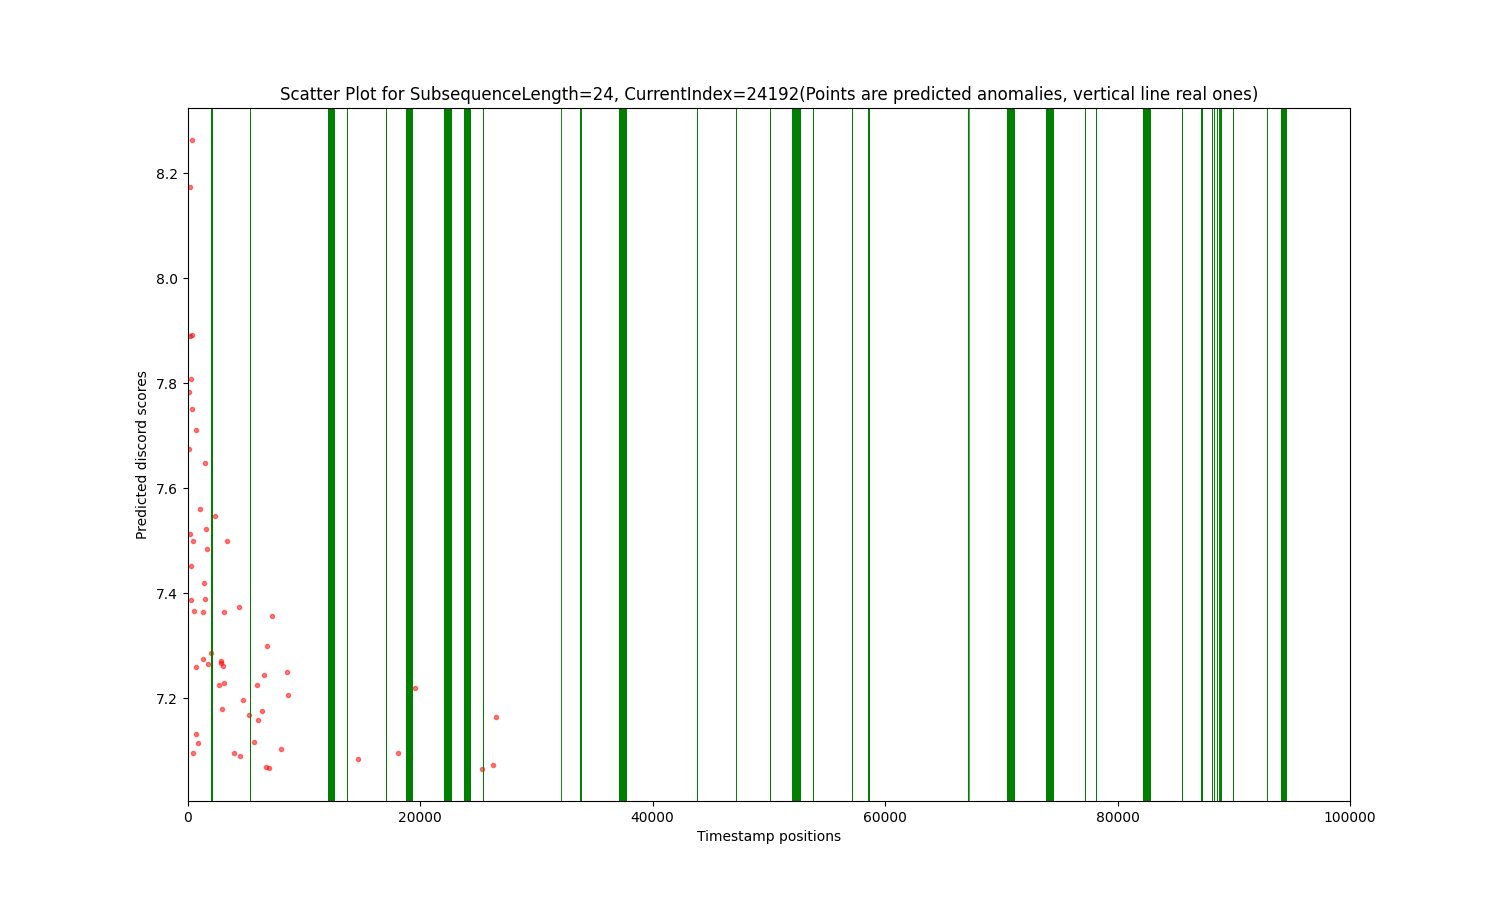 Scatter Plot for SubsequenceLength=24, CurrentIndex=24192(Points are predicted anomalies, vertical line real ones)
8.2
8.0
7.8
7.6
7.4
7.2
Predicted discord scores
0 20000 40000 60000 80000 100000
Timestamp positions